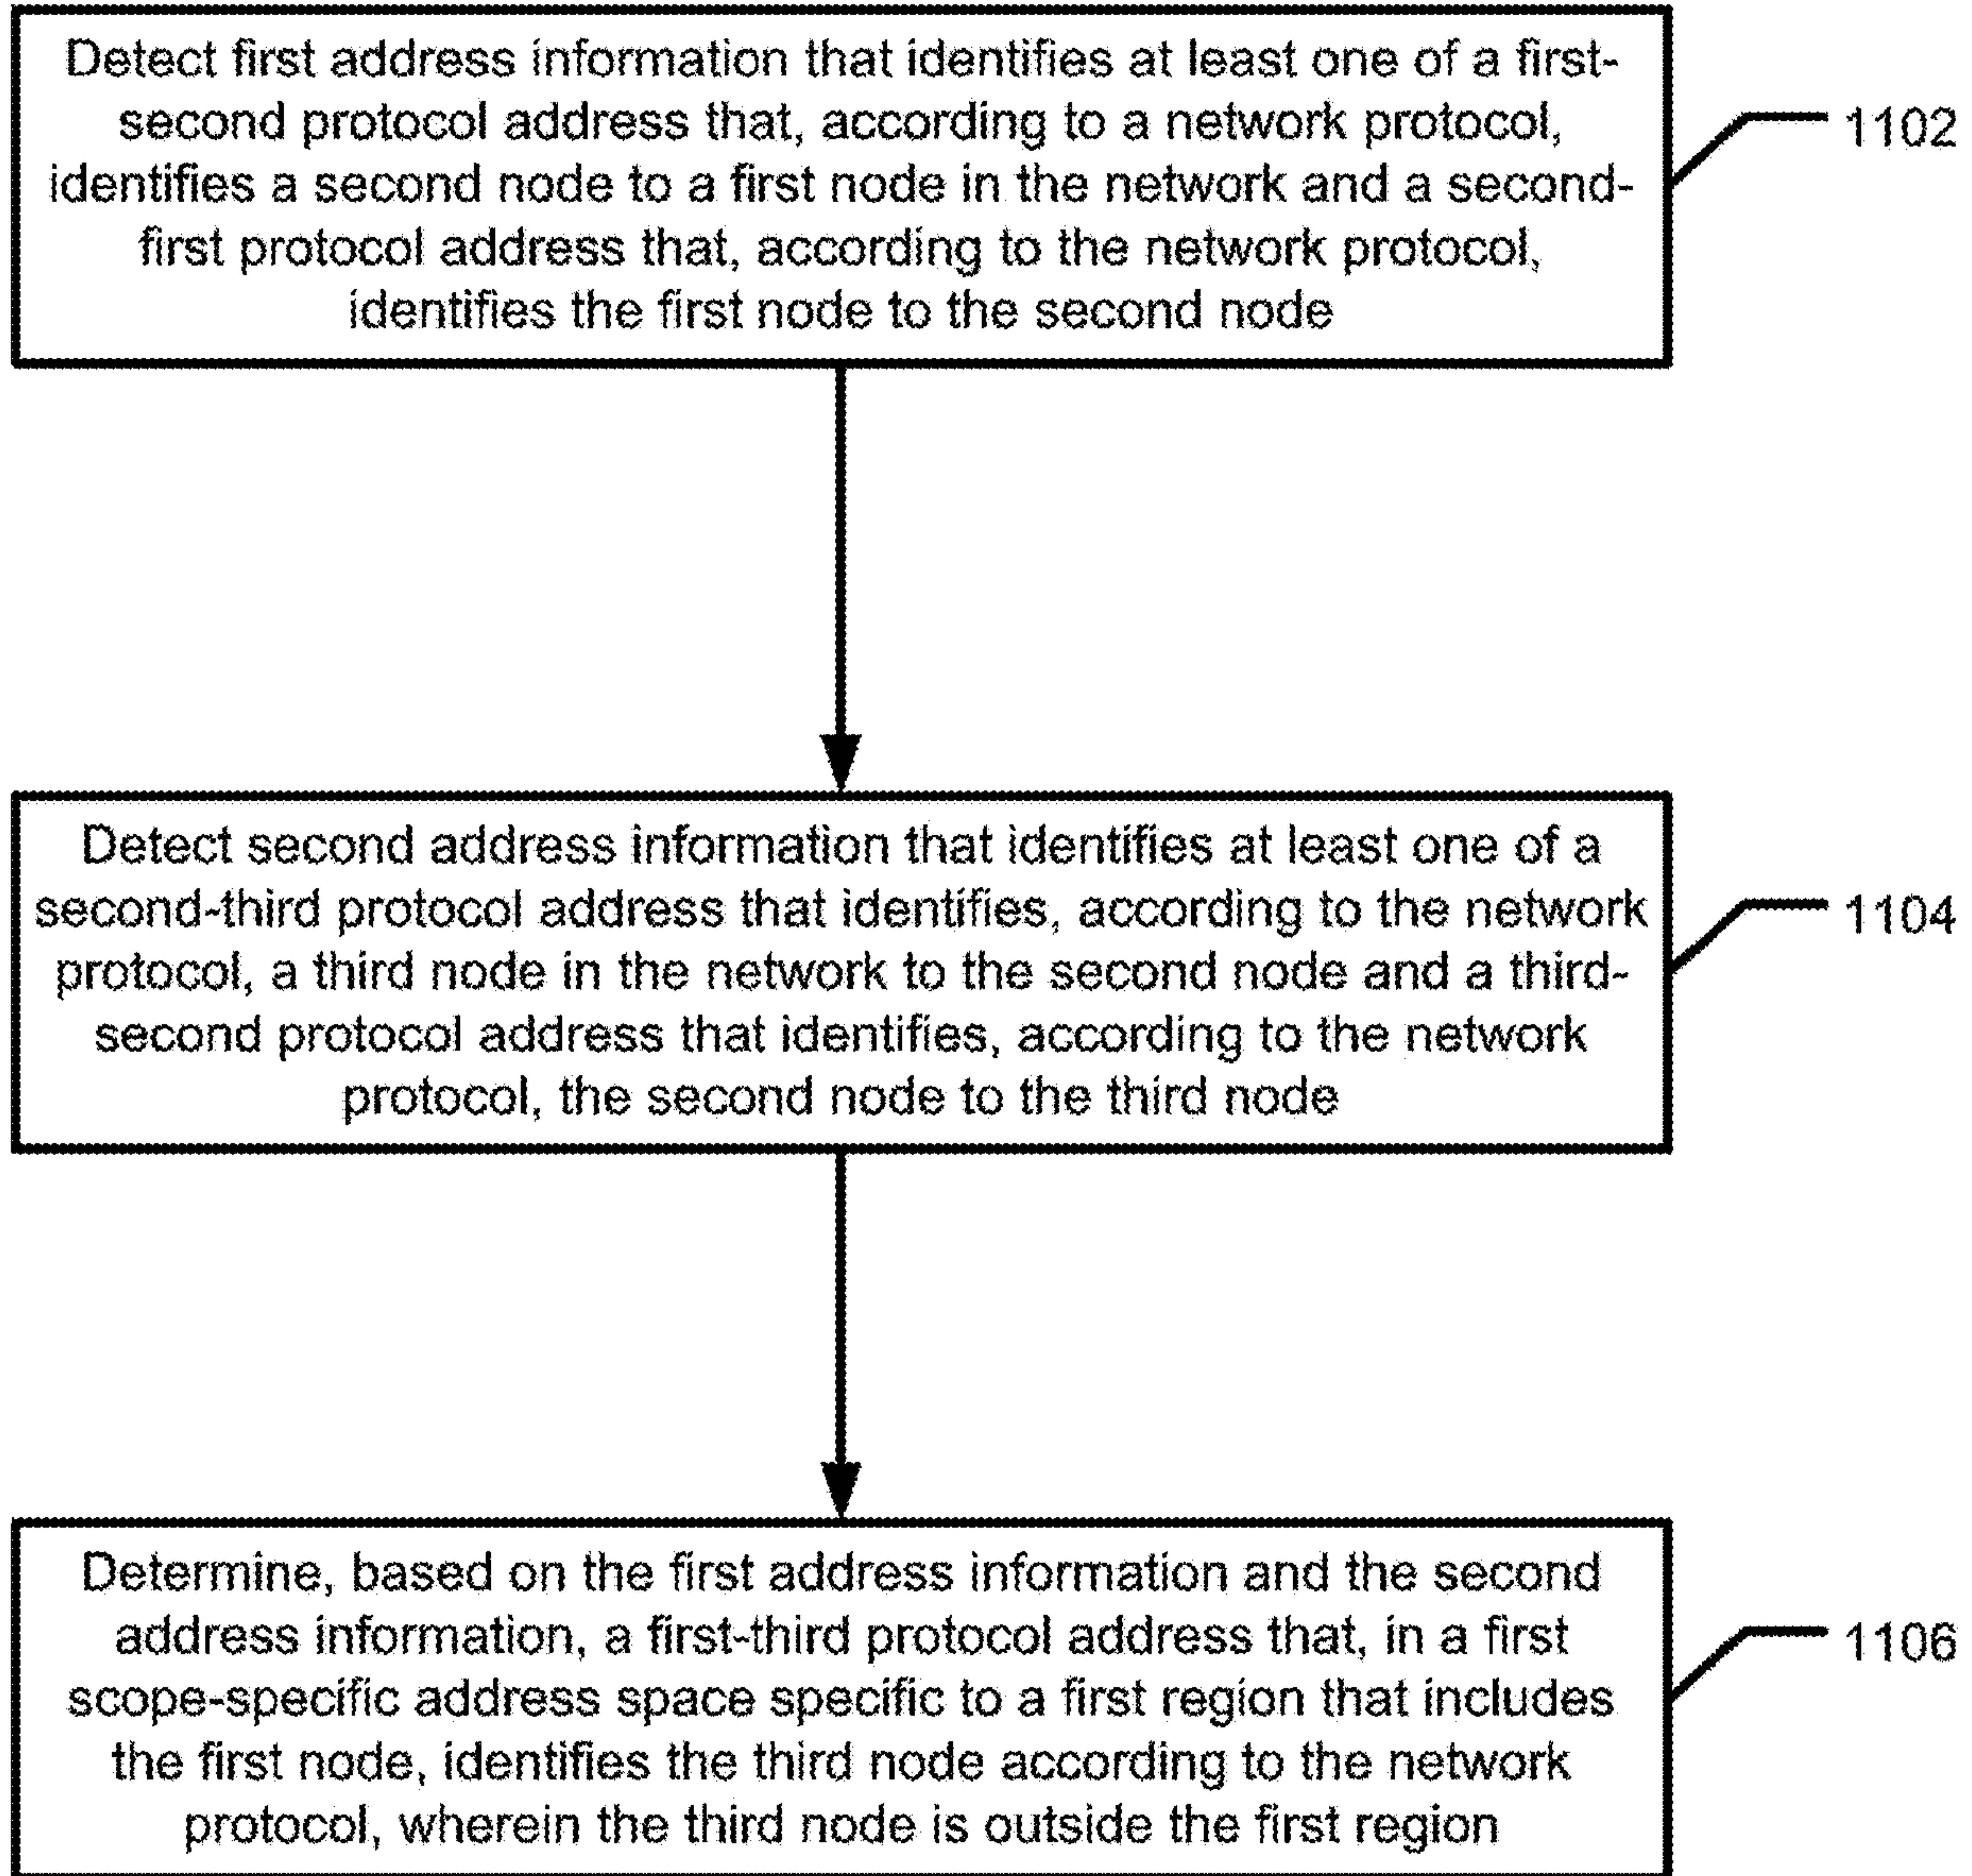 Detect first address information that identifies at least one of a first-
second protocol address that, according to a network protocol,
identifies a second node to a first node in the network and a second-
first protocol address that, according to the network protocol,
identifies the first node to the second node
1102
Detect second address information that identifies at least one of a
second-third protocol address that identifies, according to the network
protocol, a third node in the network to the second node and a third-
second protocol address that identifies, according to the network
protocol, the second node to the third node
1104
Determine, based on the first address information and the second
address information, a first-third protocol address that, in a first
scope-specific address space specific to a first region that includes
the first node, identifies the third node according to the network
protocol, wherein the third node is outside the first region
1106